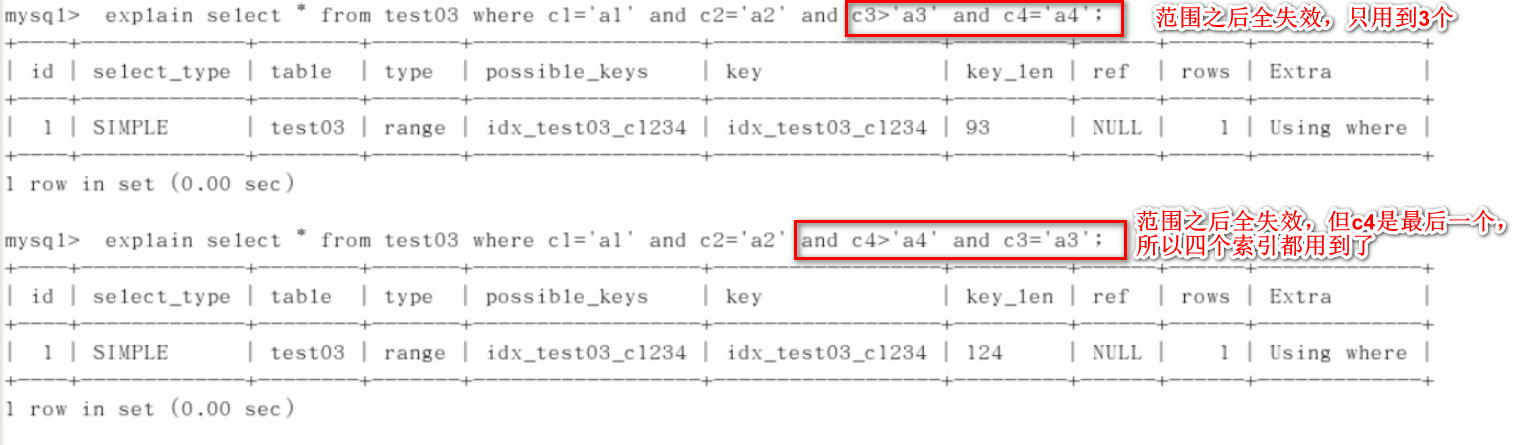 mysql> explain select * from test03 where c1='a1' and c2='a2' and c3>'a3' and c4='a4'; 范围之后全失效，只用到3个
+----+-------------+--------+-------+------------------+------------------+---------+------+------+-------------+
| id | select_type | table | type | possible_keys | key | key_len | ref | rows | Extra |
+----+-------------+--------+-------+------------------+------------------+---------+------+------+-------------+
| 1 | SIMPLE | test03 | range | idx_test03_c1234 | idx_test03_c1234 | 93 | NULL | 1 | Using where |
+----+-------------+--------+-------+------------------+------------------+---------+------+------+-------------+
1 row in set (0.00 sec)
mysql> explain select * from test03 where c1='a1' and c2='a2' and c4>'a4' and c3='a3'; 范围之后全失效，但c4是最后一个，
所以四个索引都用到了
+----+-------------+--------+-------+------------------+------------------+---------+------+------+-------------+
| id | select_type | table | type | possible_keys | key | key_len | ref | rows | Extra |
+----+-------------+--------+-------+------------------+------------------+---------+------+------+-------------+
| 1 | SIMPLE | test03 | range | idx_test03_c1234 | idx_test03_c1234 | 124 | NULL | 1 | Using where |
+----+-------------+--------+-------+------------------+------------------+---------+------+------+-------------+
1 row in set (0.00 sec)